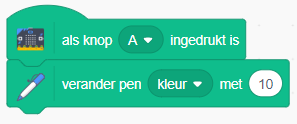 als knop A ingedrukt is
verander pen kleur met 10